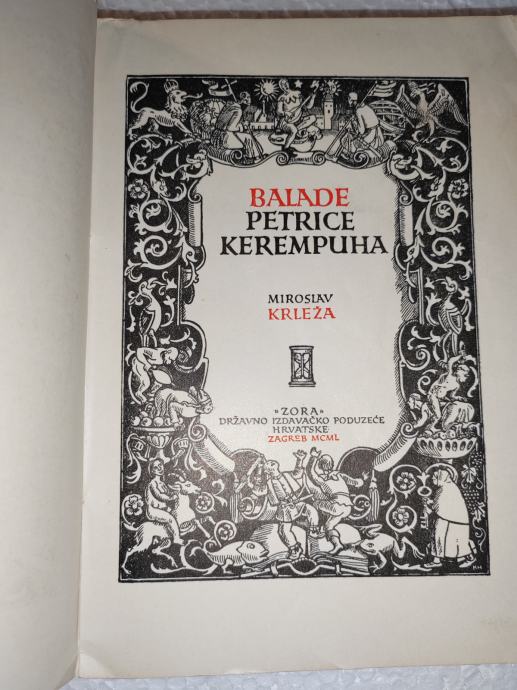 BALADE
PETRICE
KEREMPUHA
MIROSLAV
KRLEŽA
"ZORA"
DRŽAVNO IZDAVAČKO PODUZEĆE
HRVATSKE
ZAGREB MCML